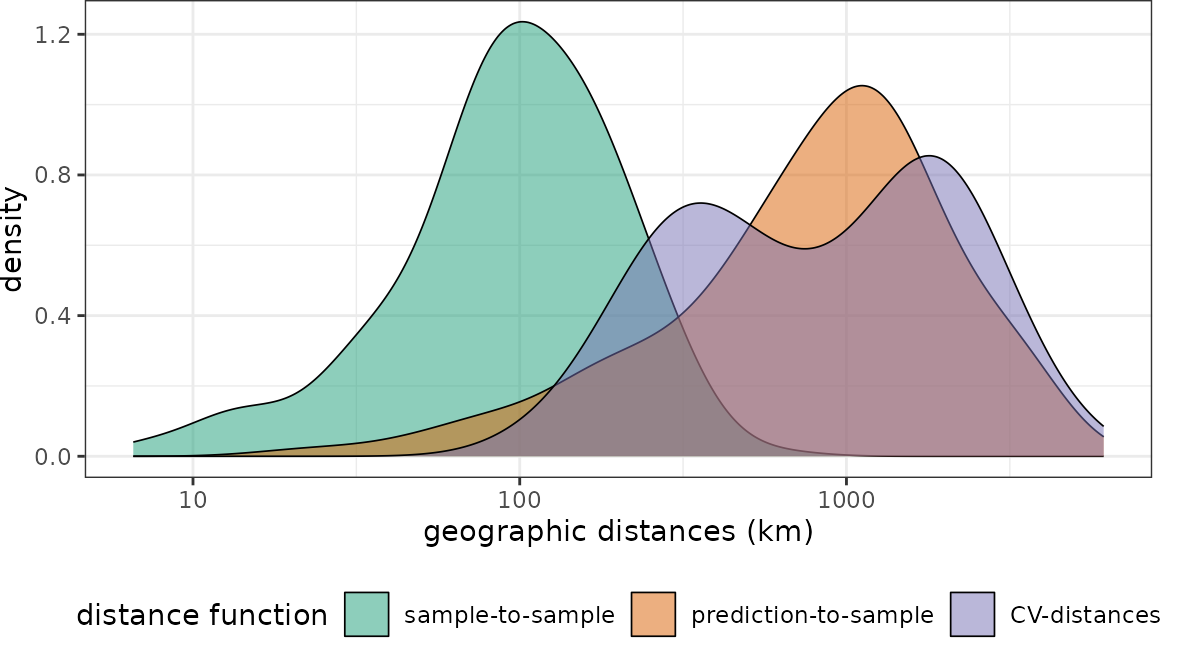 1.2
0.8
0.4
0.0
density
10 100 1000
geographic distances (km)
distance function sample-to-sample prediction-to-sample CV-distances